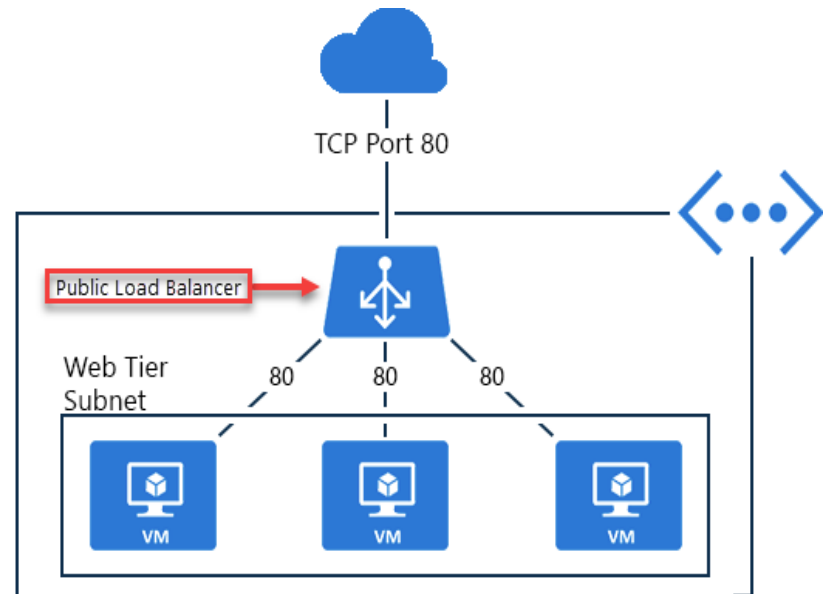 TCP Port 80
Public Load Balancer
Web Tier
Subnet
80
80
80
VM
VM
VM